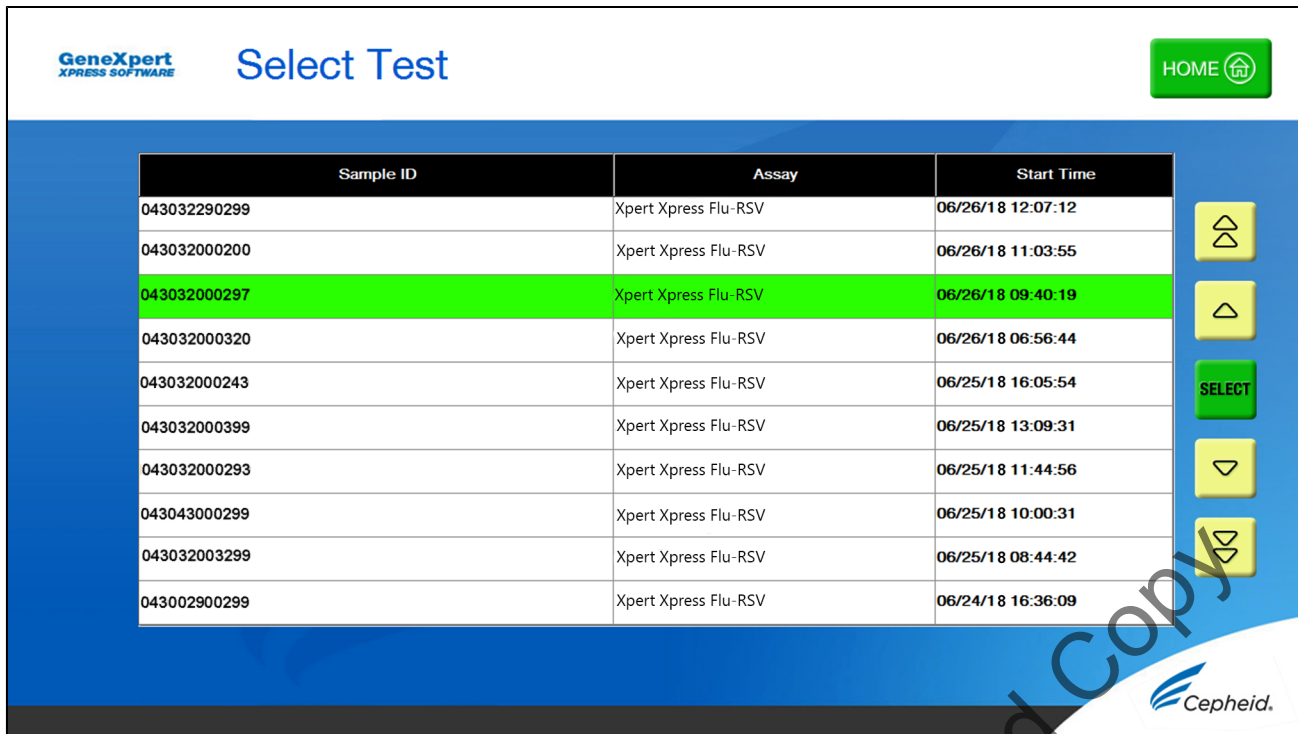 GeneXpert
XPRESS SOFTWARE
Select Test
HOME
Sample ID Assay Start Time
043032290299 Xpert Xpress Flu-RSV 06/26/18 12:07:12
043032000200 Xpert Xpress Flu-RSV 06/26/18 11:03:55
043032000297 Xpert Xpress Flu-RSV 06/26/18 09:40:19
043032000320 Xpert Xpress Flu-RSV 06/26/18 06:56:44
043032000243 Xpert Xpress Flu-RSV 06/25/18 16:05:54
SELECT
043032000399 Xpert Xpress Flu-RSV 06/25/18 13:09:31
043032000293 Xpert Xpress Flu-RSV 06/25/18 11:44:56
043043000299 Xpert Xpress Flu-RSV 06/25/18 10:00:31
043032003299 Xpert Xpress Flu-RSV 06/25/18 08:44:42
043002900299 Xpert Xpress Flu-RSV 06/24/18 16:36:09
d Copy
Cepheid.